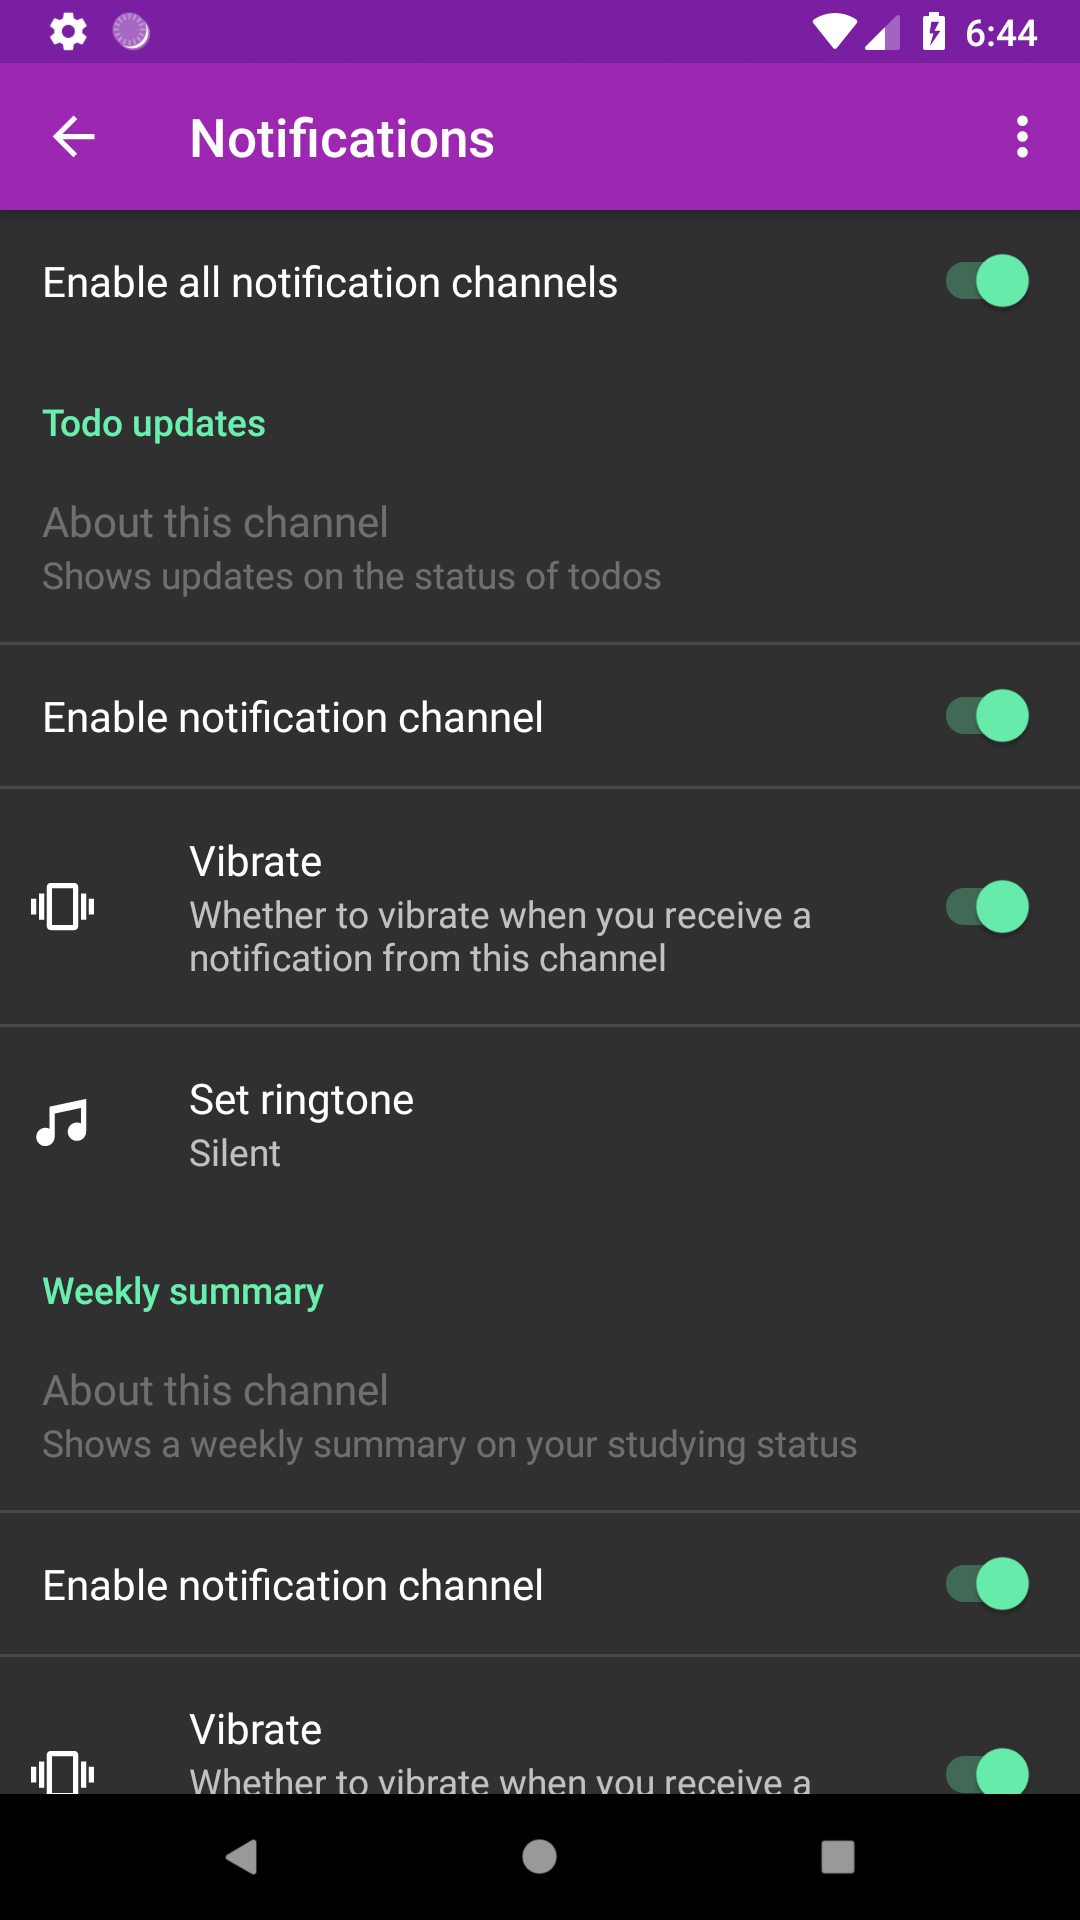 6:44
Notifications
Enable all notification channels
Todo updates
About this channel
Shows updates on the status of todos
Enable notification channel
Vibrate
Whether to vibrate when you receive a
notification from this channel
Set ringtone
Silent
Weekly summary
About this channel
Shows a weekly summary on your studying status
Enable notification channel
Vibrate
Whether to vibrate when you receive a